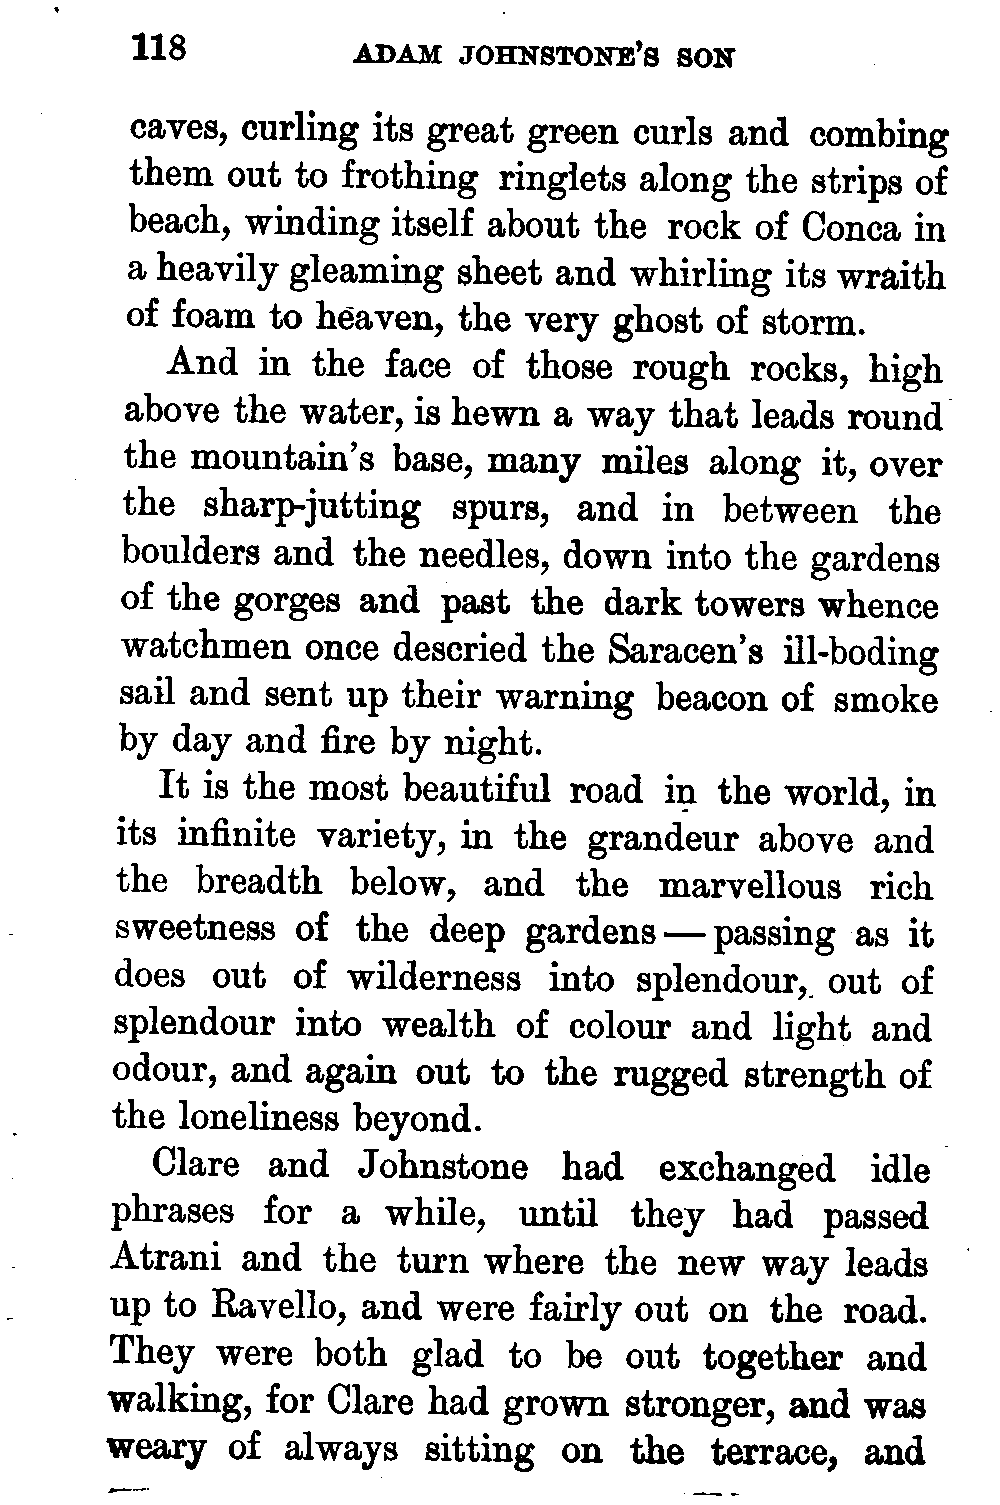 118 ADAM JOHNSTONE'S SON
caves, curling its great green curls and combing
them out to frothing ringlets along the strips of
beach, winding itself about the rock of Conca in
a heavily gleaming sheet and whirling its wraith
of foam to heaven, the very ghost of storm.
And in the face of those rough rocks, high
above the water, is hewn a way that leads round
the mountain's base, many miles along it, over
the sharp-jutting spurs, and in between the
boulders and the needles, down into the gardens
of the gorges and past the dark towers whence
watchmen once descried the Saracen's ill-boding
sail and sent up their warning beacon of smoke
by day and fire by night.
It is the most beautiful road in the world, in
its infinite variety, in the grandeur above and
the breadth below, and the marvellous rich
sweetness of the deep gardens — passing as it
does out of wilderness into splendour, out of
splendour into wealth of colour and light and
odour, and again out to the rugged strength of
the loneliness beyond.
Clare and Johnstone had exchanged idle
phrases for a while, until they had passed
Atrani and the turn where the new way leads
up to Ravello, and were fairly out on the road.
They were both glad to be out together and
walking, for Clare had grown stronger, and was
weary of always sitting on the terrace, and